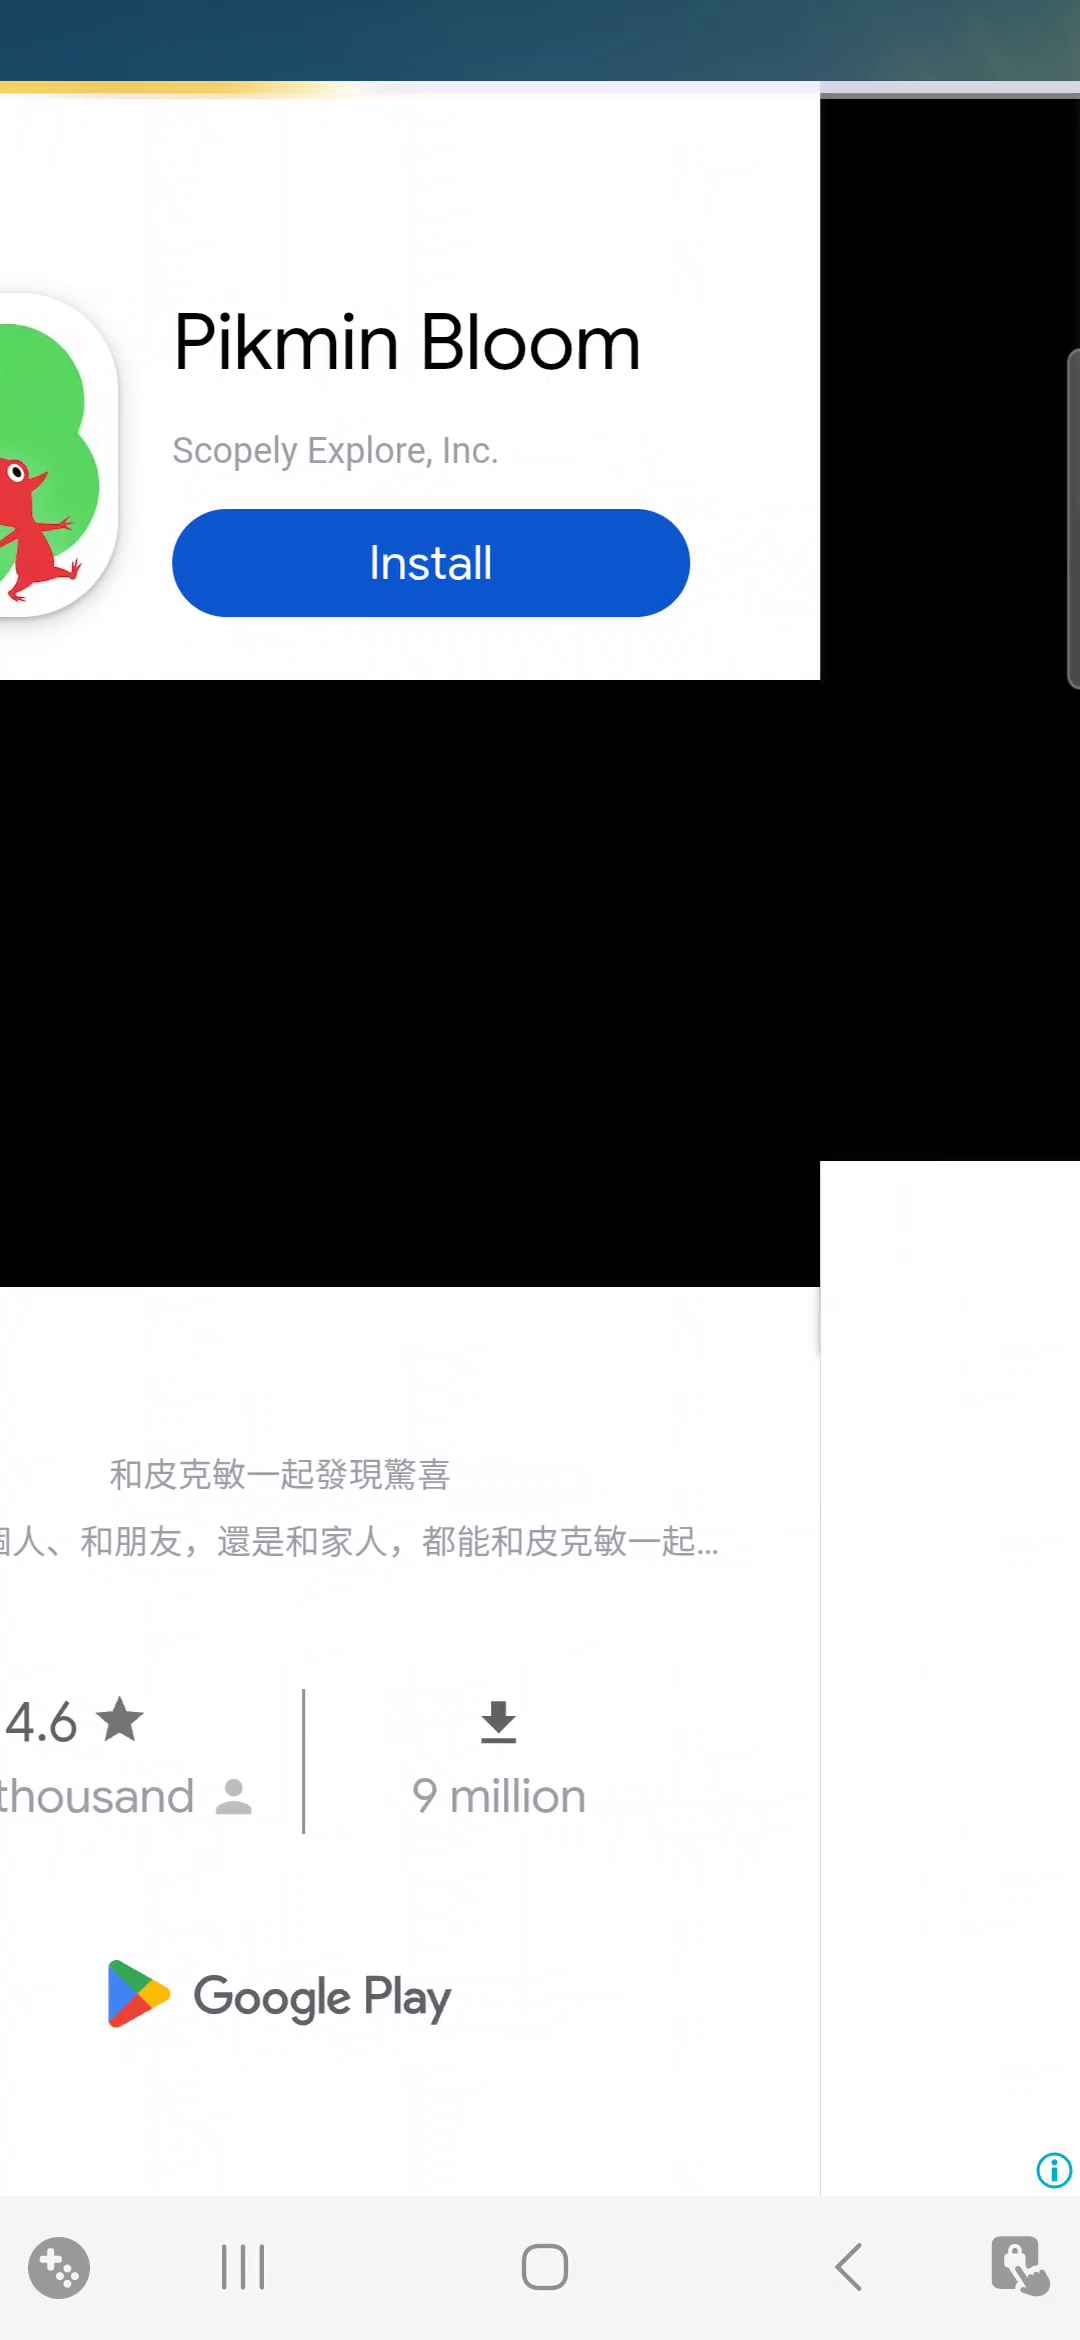 Pikmin Bloom
Scopely Explore, Inc.
Install
和皮克敏一起發現驚喜
個人、和朋友，還是和家人，都能和皮克敏一起...
4.6
thousand
9 million
Google Play